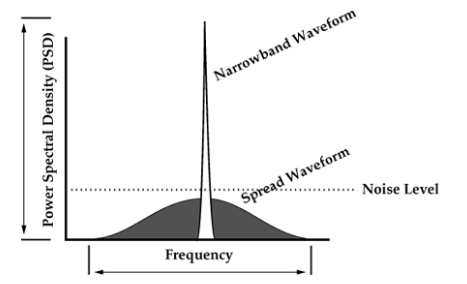 Narrowband Waveform
Power Spectral Density (PSD)
Spread Waveform
Noise Level
Frequency